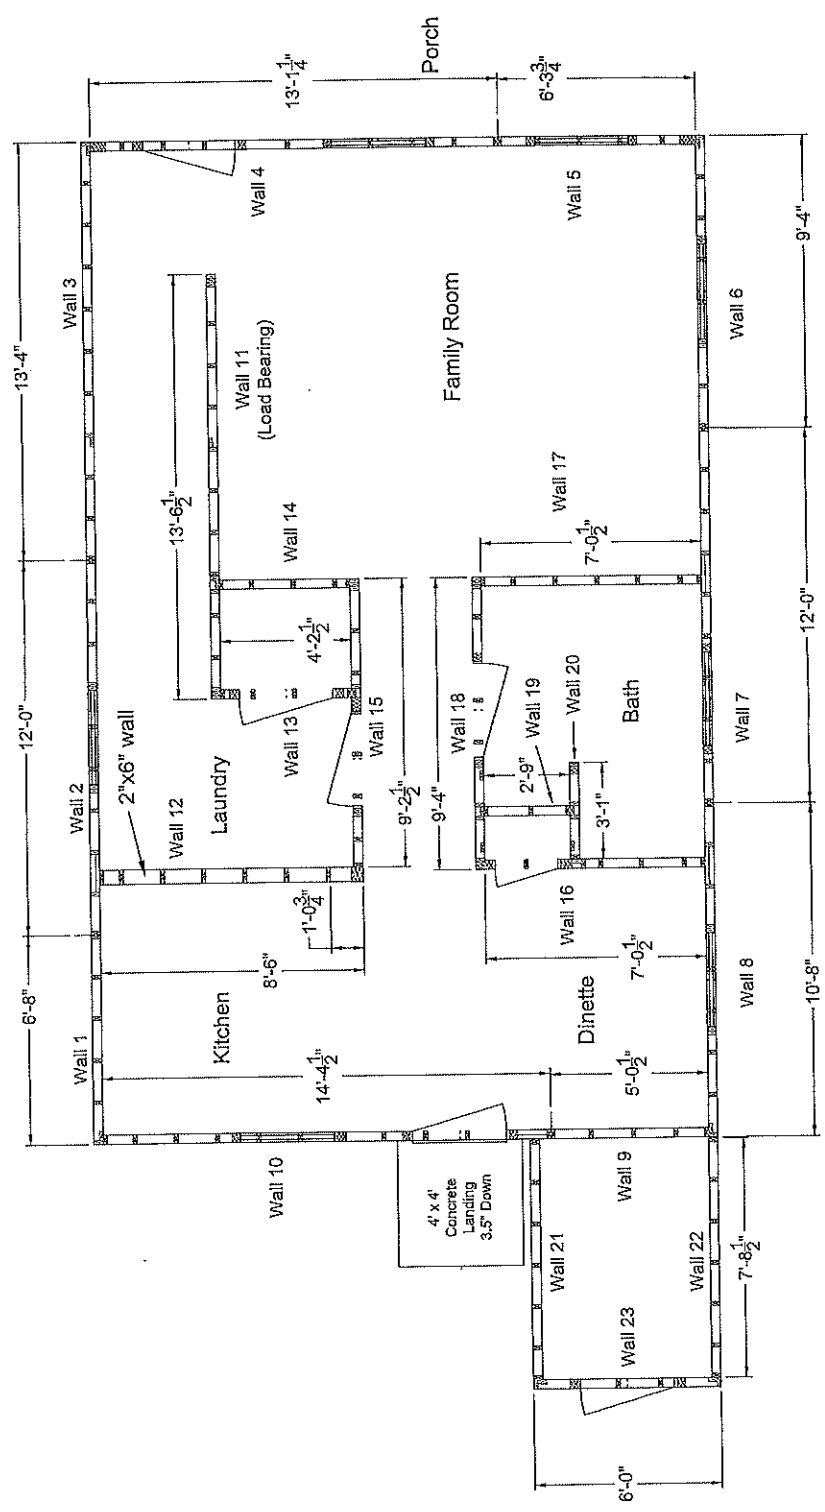 13'-4"
12'-0"
6'-8"
Wall 3
Wall 2
Wall 1
2"x6" wall
13'-1 1/4"
Porch
6'-3 3/4"
Wall 4
Wall 5
13'-6 1/2"
Wall 11
(Load Bearing)
Family Room
Wall 14
Wall 17
7'-0 1/2"
4'-2 1/2"
Wall 13
Wall 15
Wall 12
Laundry
9'-2 1/2"
9'-4"
Wall 18
Wall 19
Wall 20
2'-9"
3'-1"
Bath
Wall 16
1'-0 3/4"
8'-6"
7'-0 1/2"
Kitchen
Dinette
14'-4 1/2"
5'-0 1/2"
Wall 10
Wall 9
4' x 4'
Concrete
Landing
3.5" Down
Wall 21
Wall 22
Wall 23
7'-8 1/2"
6'-0"
Wall 6
Wall 7
Wall 8
9'-4"
12'-0"
10'-8"